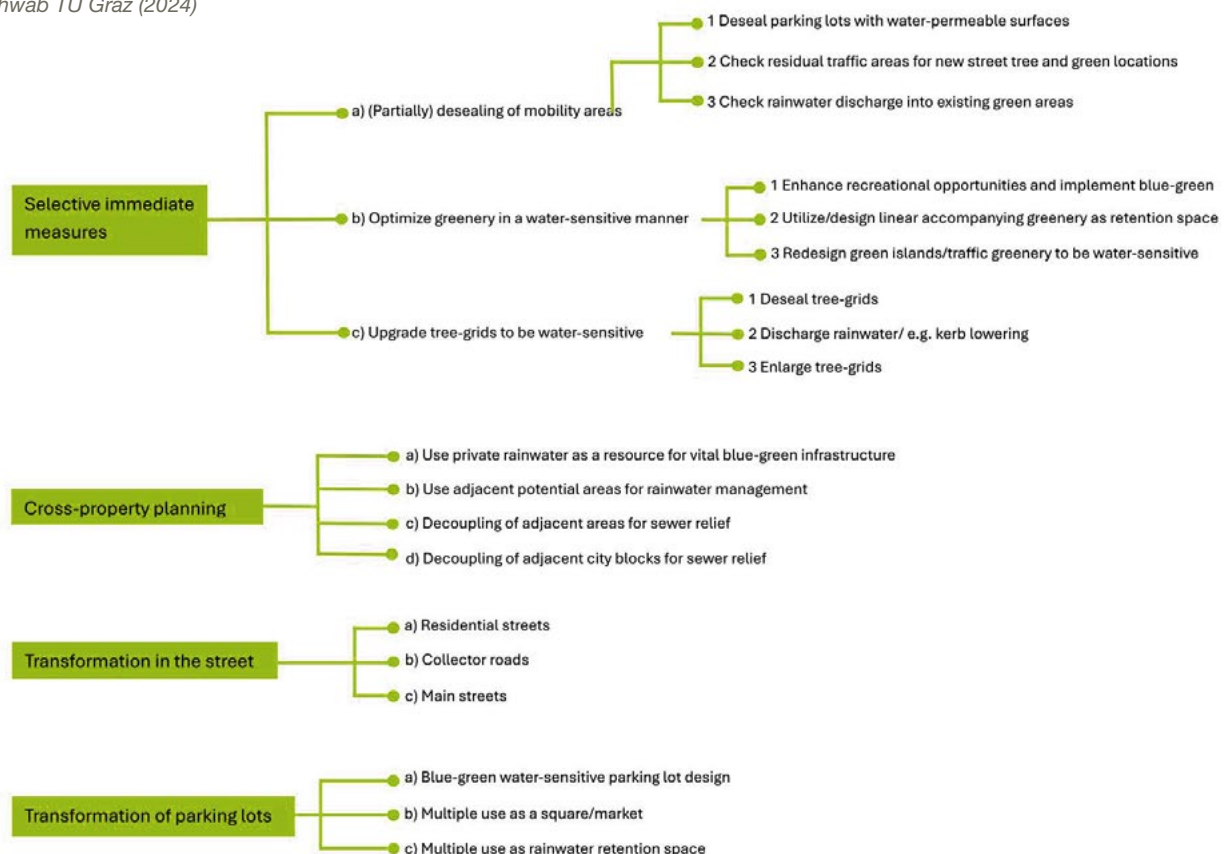 hwab TU Graz (2024)
1 Deseal parking lots with water-permeable surfaces
2 Check residual traffic areas for new street tree and green locations
3 Check rainwater discharge into existing green areas
a) (Partially) desealing of mobility areas
Selective immediate
measures
b) Optimize greenery in a water-sensitive manner
1 Enhance recreational opportunities and implement blue-green
2 Utilize/design linear accompanying greenery as retention space
3 Redesign green islands/traffic greenery to be water-sensitive
c) Upgrade tree-grids to be water-sensitive
1 Deseal tree-grids
2 Discharge rainwater/ e.g. kerb lowering
3 Enlarge tree-grids
Cross-property planning
a) Use private rainwater as a resource for vital blue-green infrastructure
b) Use adjacent potential areas for rainwater management
c) Decoupling of adjacent areas for sewer relief
d) Decoupling of adjacent city blocks for sewer relief
Transformation in the street
a) Residential streets
b) Collector roads
c) Main streets
Transformation of parking lots
a) Blue-green water-sensitive parking lot design
b) Multiple use as a square/market
c) Multiple use as rainwater retention space